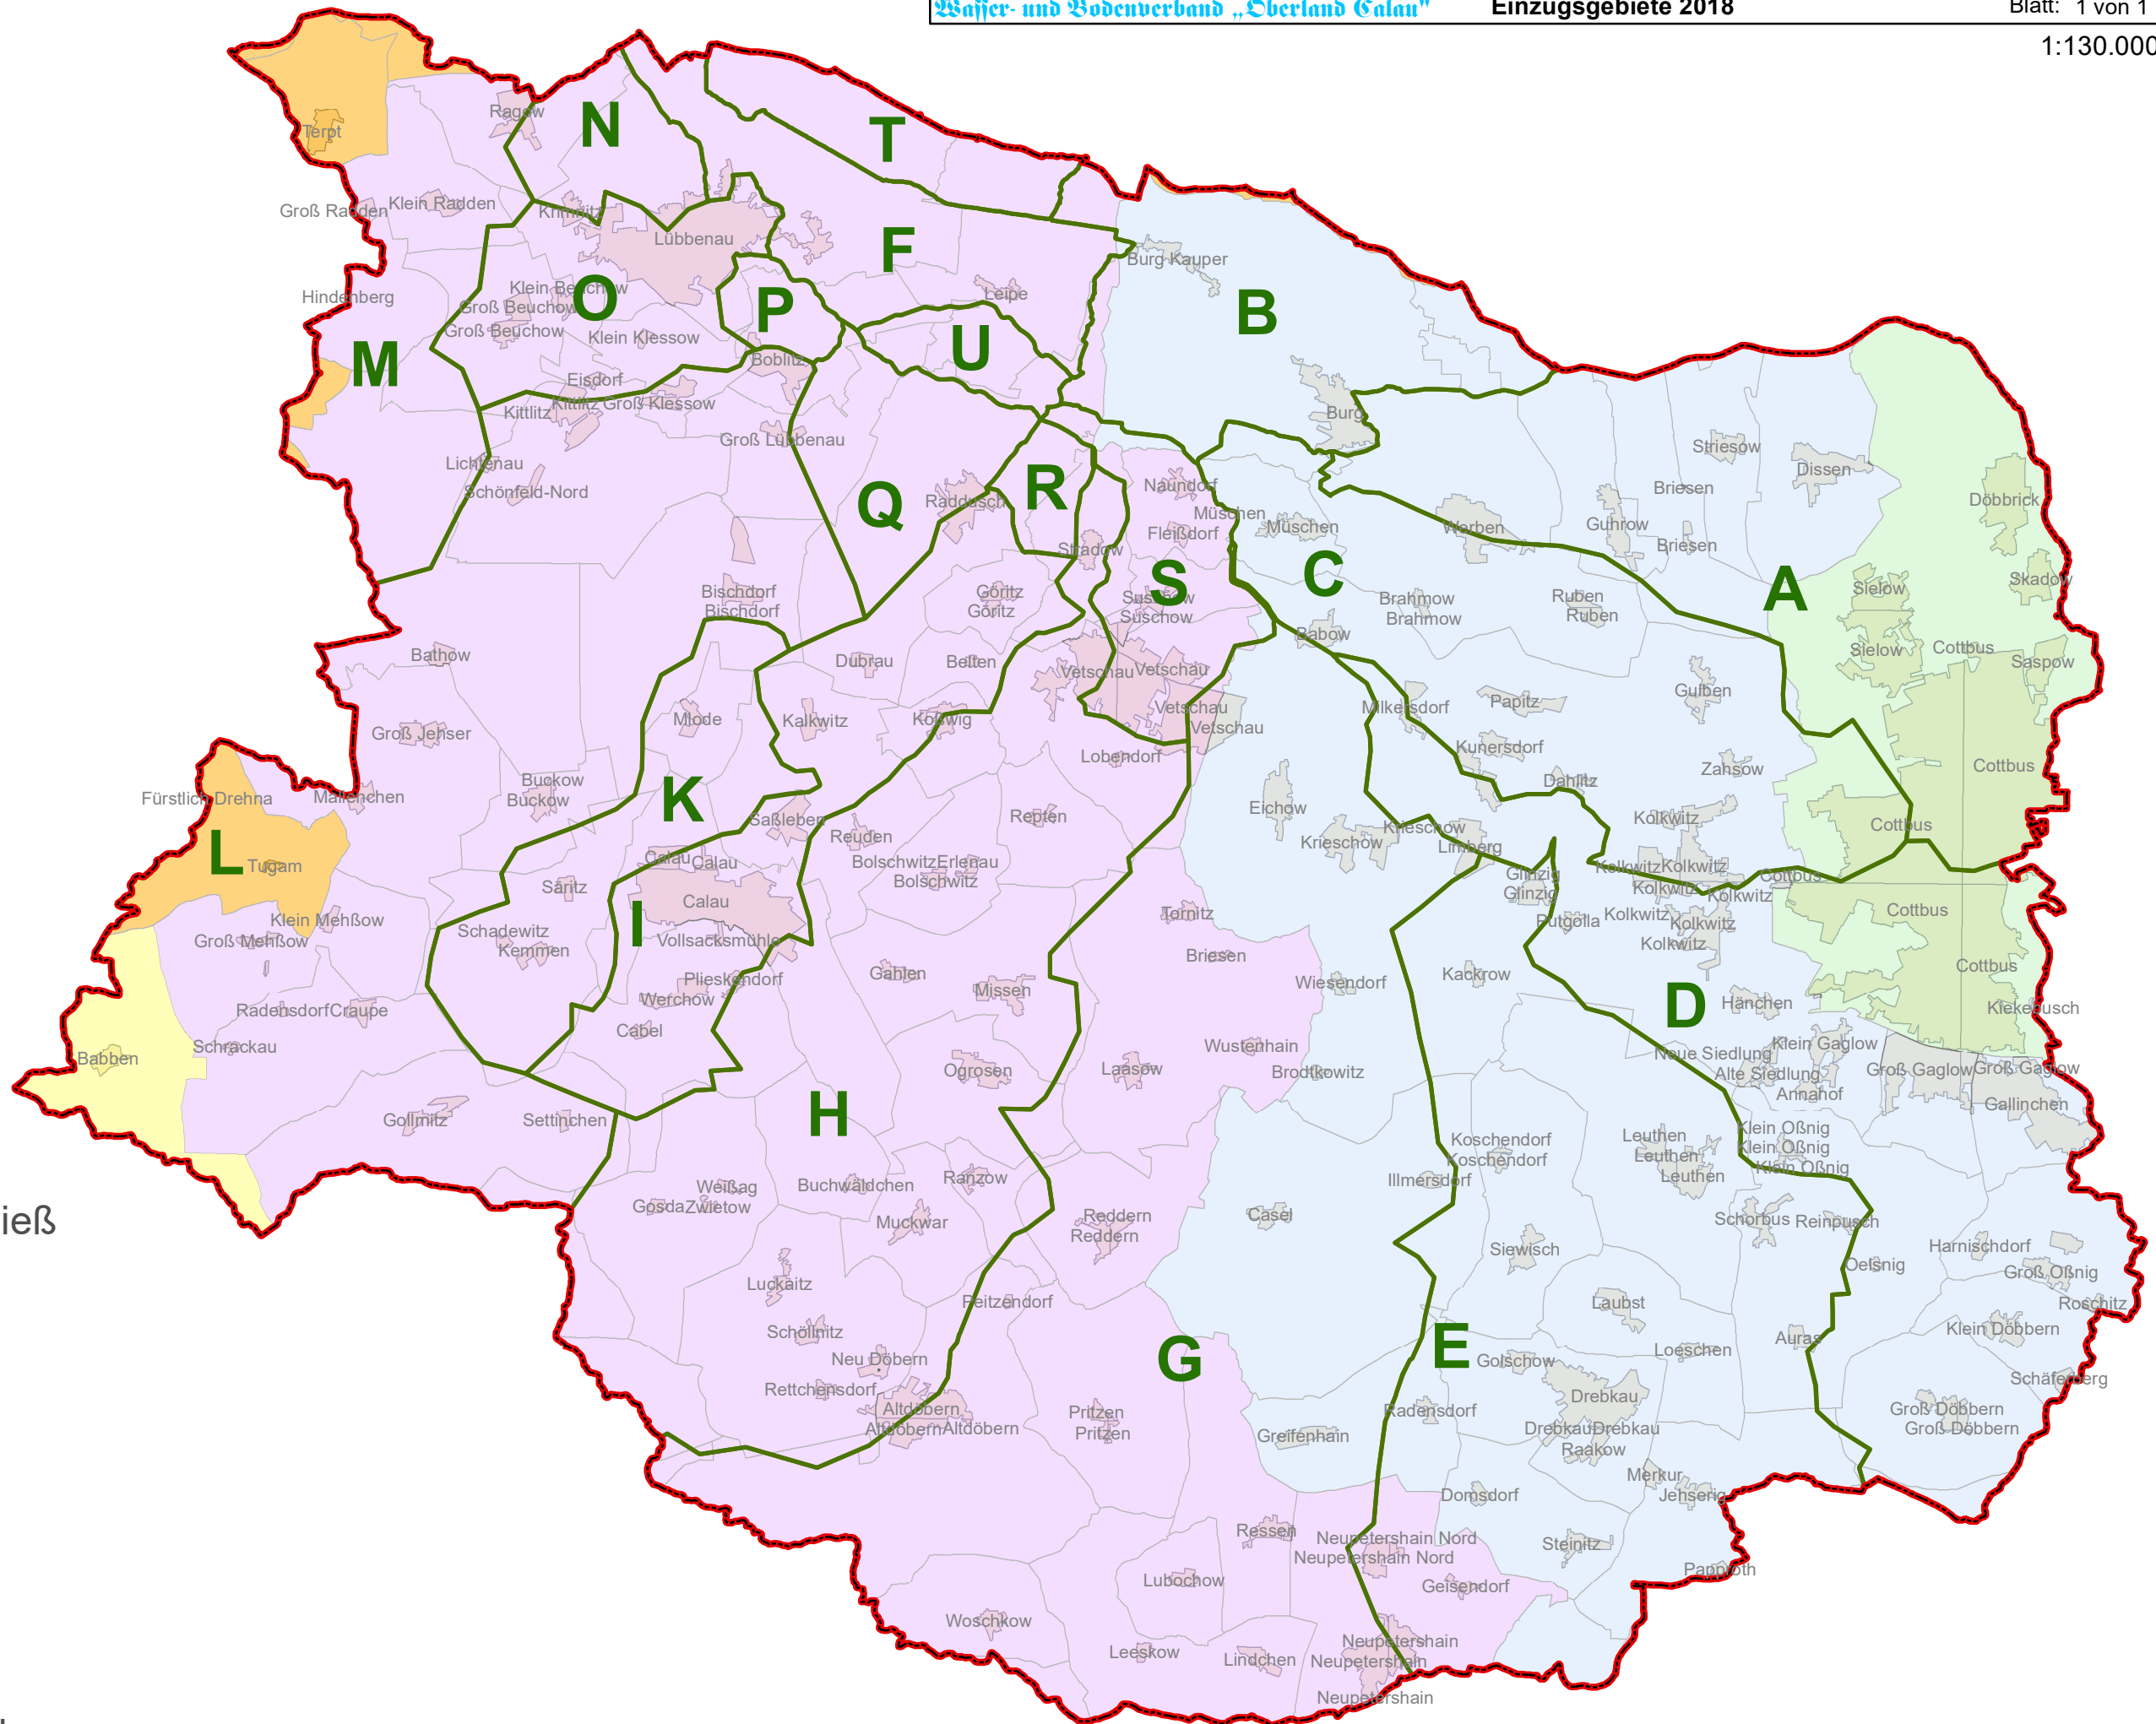 Wasser- und Bodenverband „Oberland Calau"
Einzugsgebiete 2018
Blatt: 1 von 1
1:130.000
Terpt
Ragow
N
T
Groß Radden
Klein Radden
Krimnitz
Lübbenau
F
Burg Kauper
Hindenberg
Klein Beuchow
Groß Beuchow
O
P
Leipe
B
Groß Beuchow
Klein Klessow
U
M
Boblitz
Eisdorf
Kittlitz
Kittlitz
Groß Klessow
Burg
Groß Lübbenau
Striesow
Lichtenau
Dissen
Schönfeld-Nord
Q
Raddusch
R
Naundorf
Briesen
Döbbrick
Müschen
Müschen
Fleißdorf
Werben
Guhrow
Briesen
Stradow
S
C
A
Skadow
Sielow
Bischdorf
Bischdorf
Göritz
Göritz
Suschow
Suschow
Brahmow
Brahmow
Ruben
Ruben
Babow
Bathow
Dubrau
Belten
Vetschau
Vetschau
Sielow
Cottbus
Saspow
Gulben
Mlode
Kalkwitz
Koßwig
Vetschau
Vetschau
Milkersdorf
Papitz
Groß Jehser
Lobendorf
Kunersdorf
Zahsow
Cottbus
Buckow
Buckow
Dahlitz
Fürstlich Drehna
Mallenchen
K
Saßleben
Reuden
Repten
Eichow
Krieschow
Krieschow
Limberg
Kolkwitz
Cottbus
L
Tugam
Calau
Calau
Bolschwitz
Erlenau
Bolschwitz
Glinzig
Glinzig
Kolkwitz
Kolkwitz
Kolkwitz
Kolkwitz
Cottbus
Säritz
Calau
I
Klein Mehßow
Groß Mehßow
Schadewitz
Kemmen
Vollsacksmühle
Tornitz
Putgolla
Kolkwitz
Kolkwitz
Kolkwitz
Cottbus
Briesen
Gahlen
Missen
Plieskendorf
Werchow
Wiesendorf
Kackrow
Cottbus
Radensdorf
Craupe
Cabel
D
Hänchen
Kiekebusch
Babben
Schrackau
Ogrosen
Laasow
Wüstenhain
Brodtkowitz
Neue Siedlung
Klein Gaglow
Alte Siedlung
Groß Gaglow
Groß Gaglow
Annahof
Gallinchen
Gollmitz
Settinchen
H
Koschendorf
Koschendorf
Leuthen
Leuthen
Leuthen
Klein Oßnig
Klein Oßnig
Klein Oßnig
Illmersdorf
Weißag
Gosda
Zwietow
Buchwäldchen
Ranzow
ieß
Muckwar
Reddern
Reddern
Casel
Schorbus
Reinpusch
Siewisch
Harnischdorf
Oelsnig
Groß Oßnig
Luckaitz
Peitzendorf
Laubst
Roschitz
Schöllnitz
Neu Döbern
G
E
Golschow
Loeschen
Auras
Klein Döbbern
Rettchensdorf
Schäferberg
Altdöbern
Altdöbern
Altdöbern
Pritzen
Pritzen
Greifenhain
Radensdorf
Drebkau
Drebkau
Drebkau
Raakow
Groß Döbbern
Groß Döbbern
Domsdorf
Merkur
Jehserig
Ressen
Neupetershain Nord
Neupetershain Nord
Steinitz
Papproth
Lubochow
Geisendorf
Woschkow
Leeskow
Lindchen
Neupetershain
Neupetershain
Neupetershain